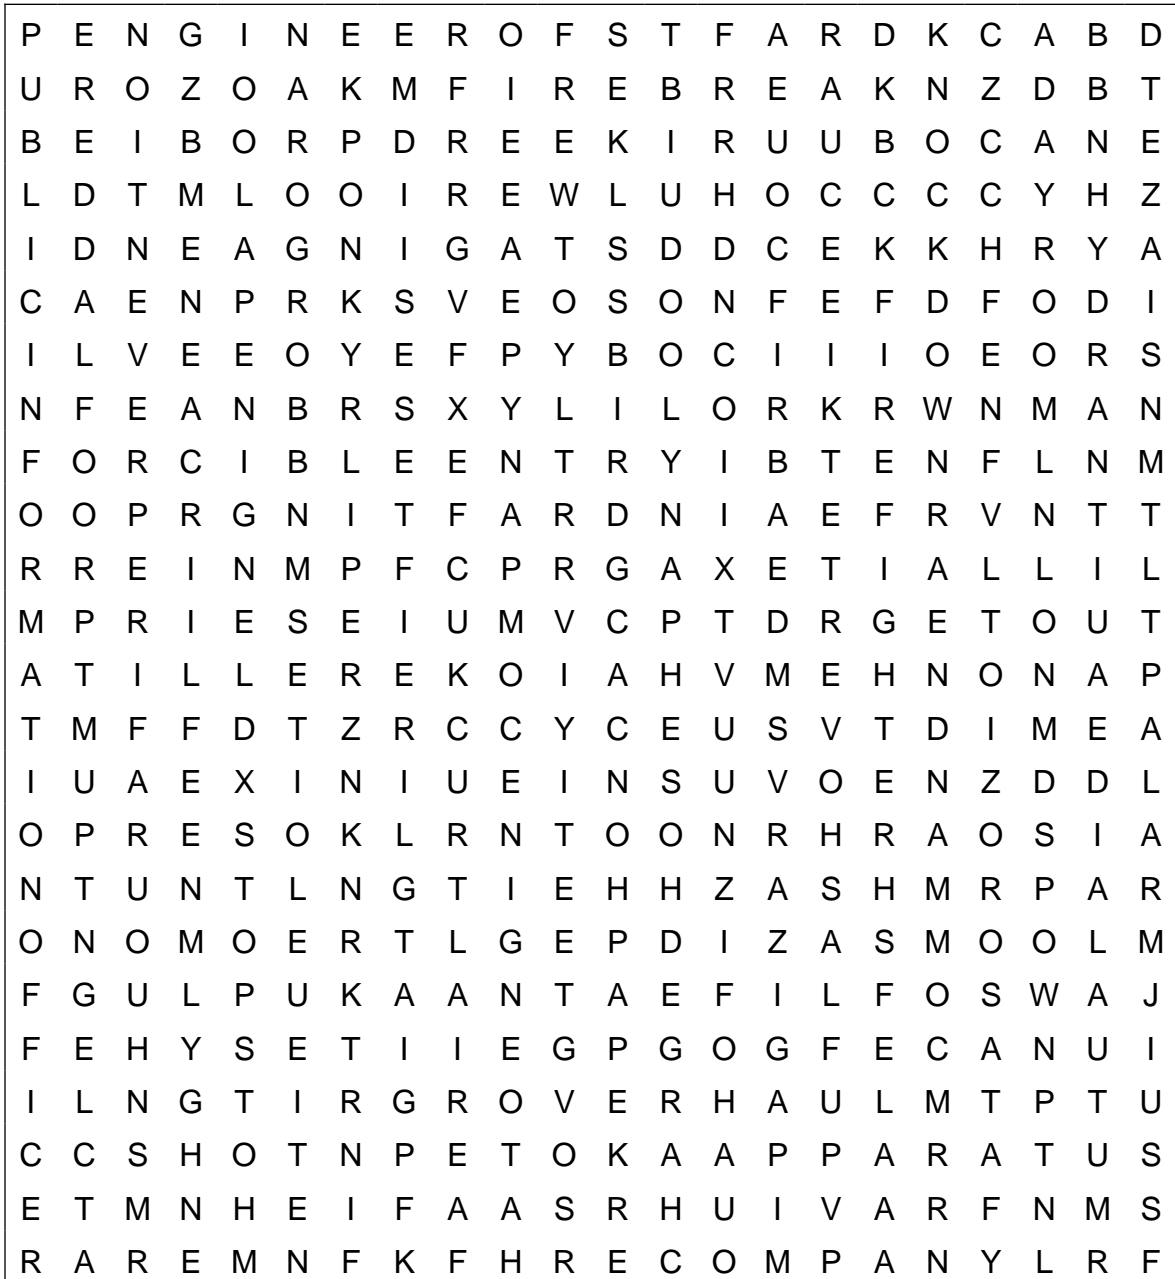 P E N G I N E E R O F S T F A R D K C A B D
U R O Z O A K M F I R E B R E A K N Z D B T
B E I B O R P D R E E K I R U U B O C A N E
L D T M L O O I R E W L U H O C C C C Y H Z
I D N E A G N I G A T S D D C E K K H R Y A
C A E N P R K S V E O S O N F E F D F O D I
I L V E E O Y E F P Y B O C I I I O E O R S
N F E A N B R S X Y L I L O R K R W N M A N
F O R C I B L E E N T R Y I B T E N F L N M
O O P R G N I T F A R D N I A E F R V N T T
R R E I N M P F C P R G A X E T I A L L I L
M P R I E S E I U M V C P T D R G E T O U T
A T I L L E R E K O I A H V M E H N O N A P
T M F F D T Z R C C Y C E U S V T D I M E A
I U A E X I N I U E I N S U V O E N Z D D L
O P R E S O K L R N T O O N R H R A O S I A
N T U N T L N G T I E H H Z A S H M R P A R
O N O M O E R T L G E P D I Z A S M O O L M
F G U L P U K A A N T A E F I L F O S W A J
F E H Y S E T I I E G P G O G F E C A N U I
I L N G T I R G R O V E R H A U L M T P T U
C C S H O T N P E T O K A A P P A R A T U S
E T M N H E I F A A S R H U I V A R F N M S
R A R E M N F K F H R E C O M P A N Y L R F